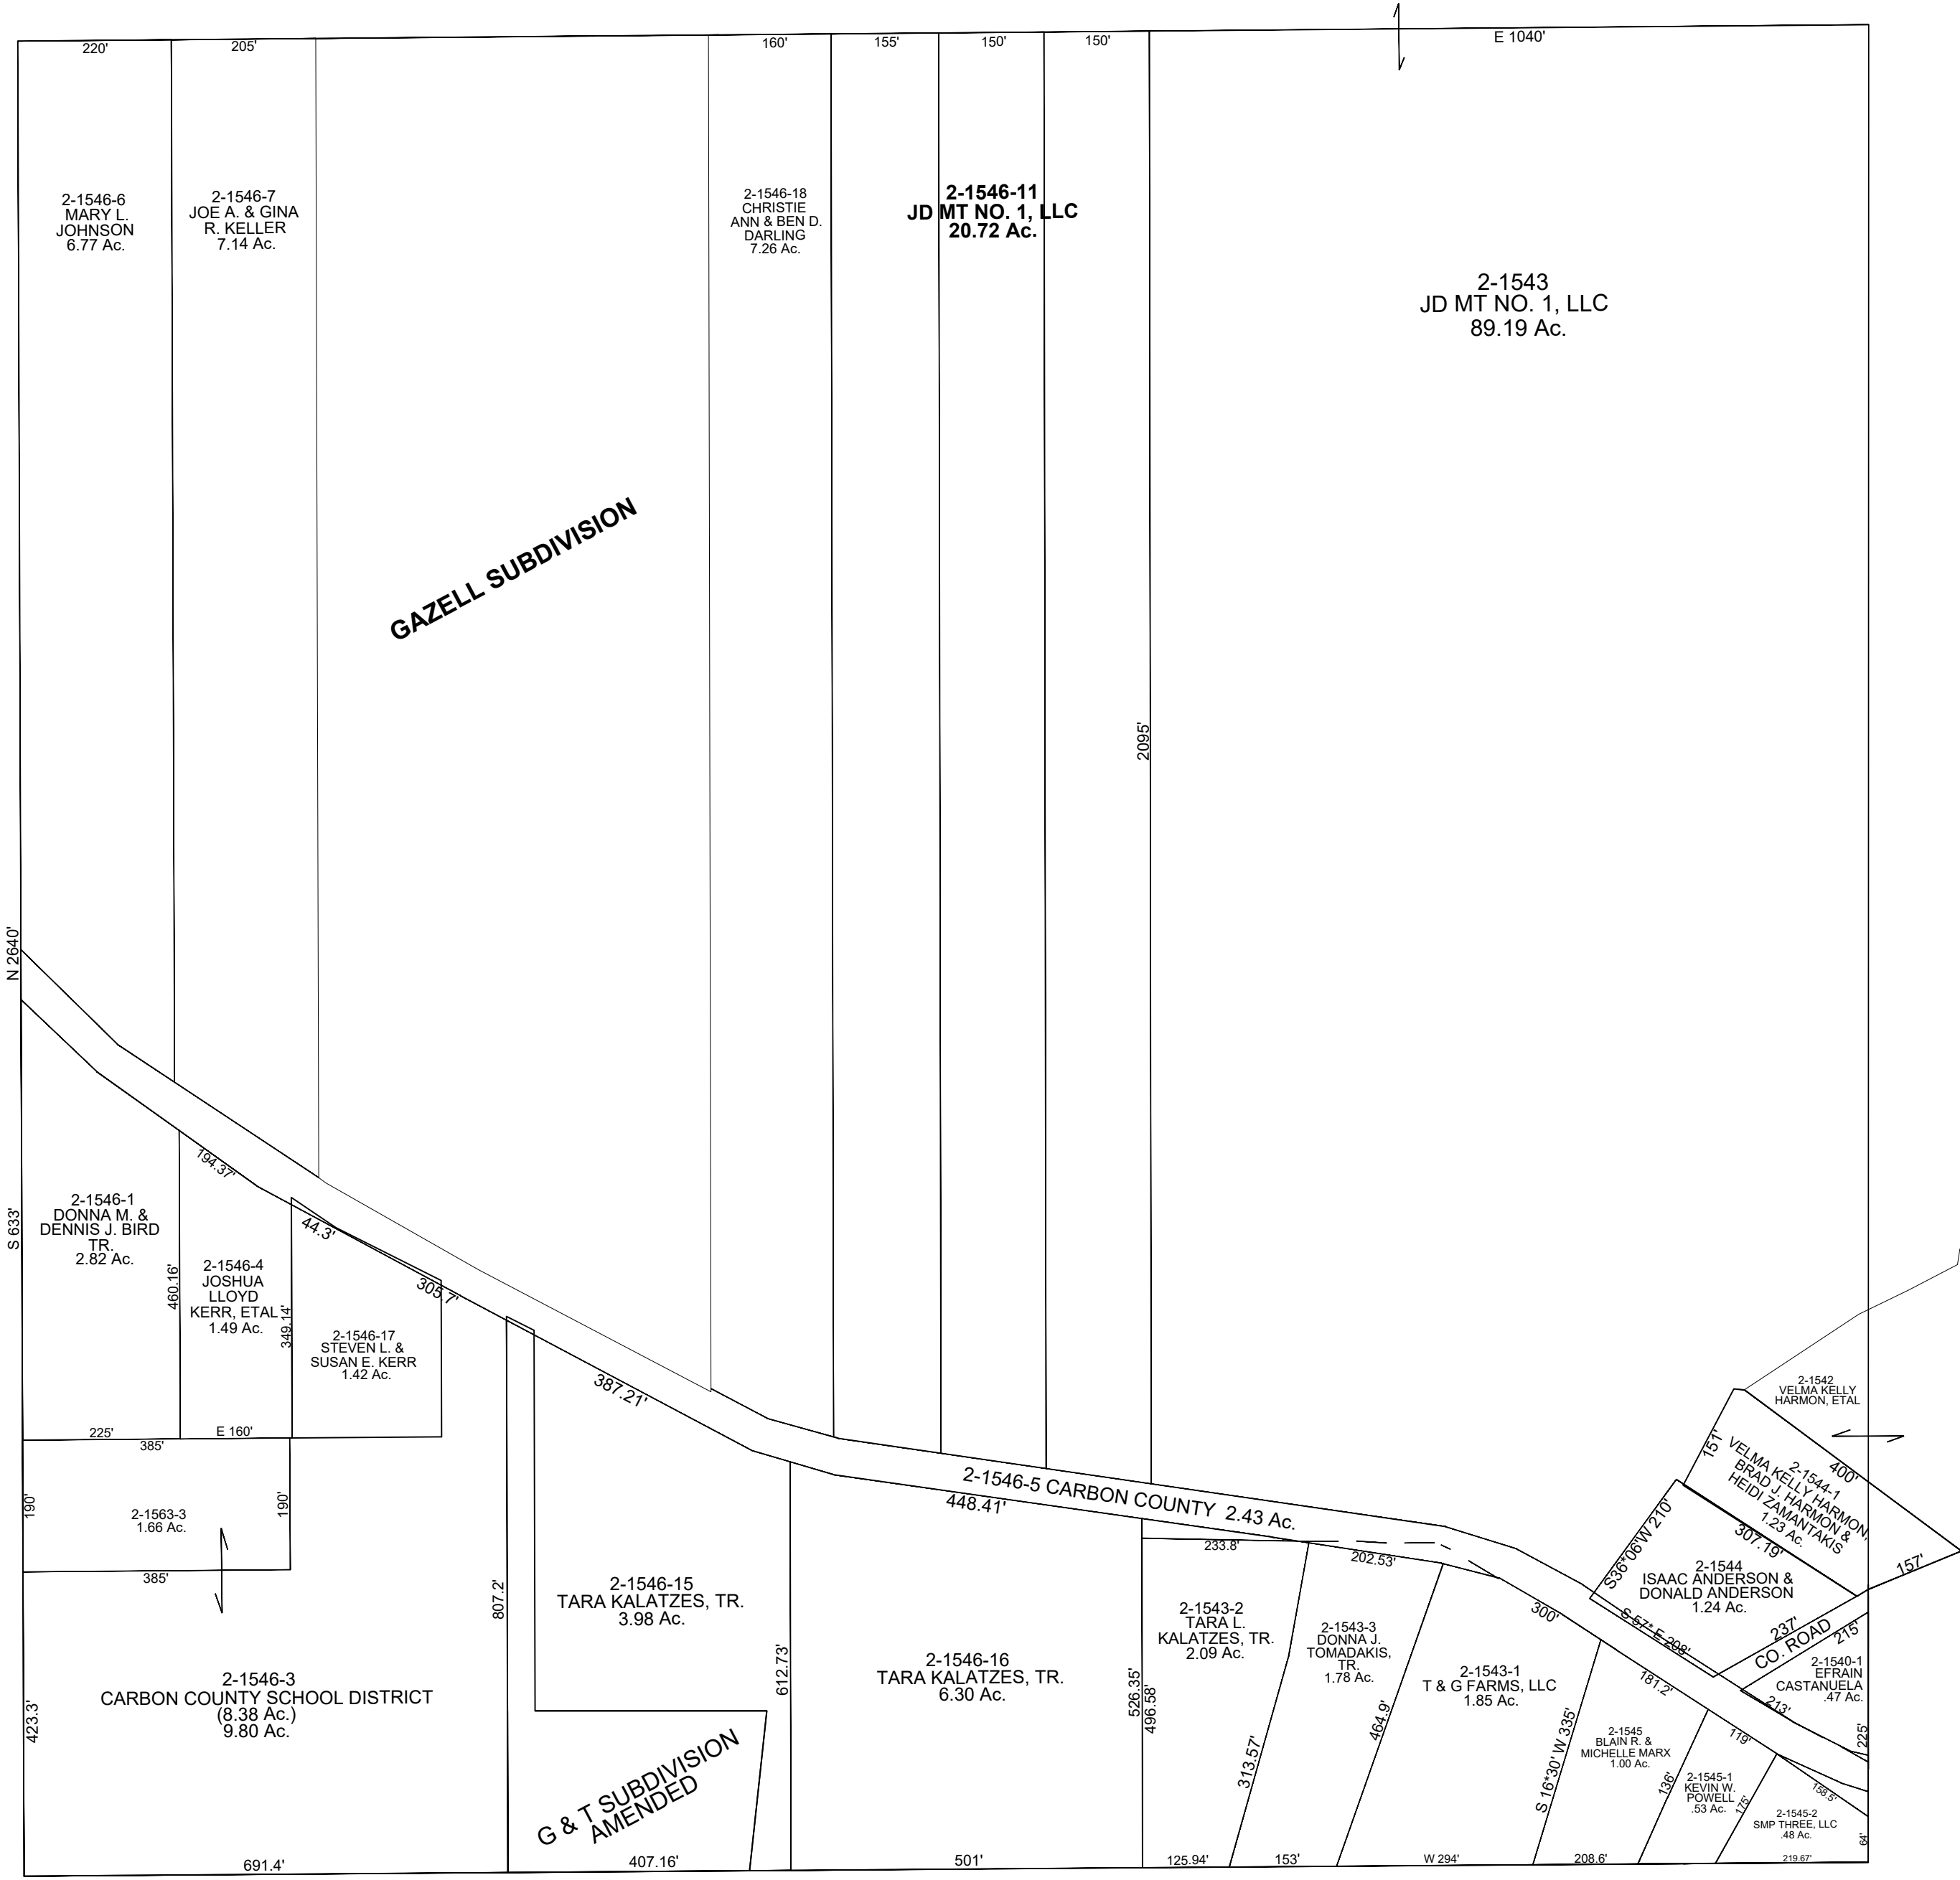 220'
205'
160'
155'
150'
150'
E 1040'
2-1546-6
MARY L.
JOHNSON
6.77 Ac.
2-1546-7
JOE A. & GINA
R. KELLER
7.14 Ac.
2-1546-18
CHRISTIE
ANN & BEN D.
DARLING
7.26 Ac.
2-1546-11
JD MT NO. 1, LLC
20.72 Ac.
2-1543
JD MT NO. 1, LLC
89.19 Ac.
GAZELL SUBDIVISION
2095'
N 2640'
S 633'
2-1546-1
DONNA M. &
DENNIS J. BIRD
TR.
2.82 Ac.
194.37'
460.16'
2-1546-4
JOSHUA
LLOYD
KERR, ETAL
1.49 Ac.
44.3'
349.14'
305.7'
2-1546-17
STEVEN L. &
SUSAN E. KERR
1.42 Ac.
225'
E 160'
385'
190'
2-1563-3
1.66 Ac.
190'
385'
387.21'
2-1546-5 CARBON COUNTY 2.43 Ac.
448.41'
807.2'
2-1546-15
TARA KALATZES, TR.
3.98 Ac.
612.73'
2-1546-3
CARBON COUNTY SCHOOL DISTRICT
(8.38 Ac.)
9.80 Ac.
423.3'
691.4'
G & T SUBDIVISION
AMENDED
407.16'
2-1546-16
TARA KALATZES, TR.
6.30 Ac.
501'
526.35'
496.58'
233.8'
2-1543-2
TARA L.
KALATZES, TR.
2.09 Ac.
313.57'
125.94'
202.53'
2-1543-3
DONNA J.
TOMADAKIS,
TR.
1.78 Ac.
464.9'
153'
2-1543-1
T & G FARMS, LLC
1.85 Ac.
300'
S 16*30' W 335'
W 294'
181.2'
2-1545
BLAIN R. &
MICHELLE MARX
1.00 Ac.
136'
208.6'
119'
2-1545-1
KEVIN W.
POWELL
.53 Ac.
175'
158.5'
2-1545-2
SMP THREE, LLC
.48 Ac.
64'
219.67'
2-1542
VELMA KELLY
HARMON, ETAL
151'
400'
2-1544-1
VELMA KELLY HARMON,
BRAD J. HARMON &
HEIDI ZAMANTAKIS
1.23 Ac.
157'
S36*06'W 210'
307.19'
2-1544
ISAAC ANDERSON &
DONALD ANDERSON
1.24 Ac.
S 57* E 208'
237'
CO. ROAD
215'
2-1540-1
EFRAIN
CASTANUELA
.47 Ac.
213'
225'